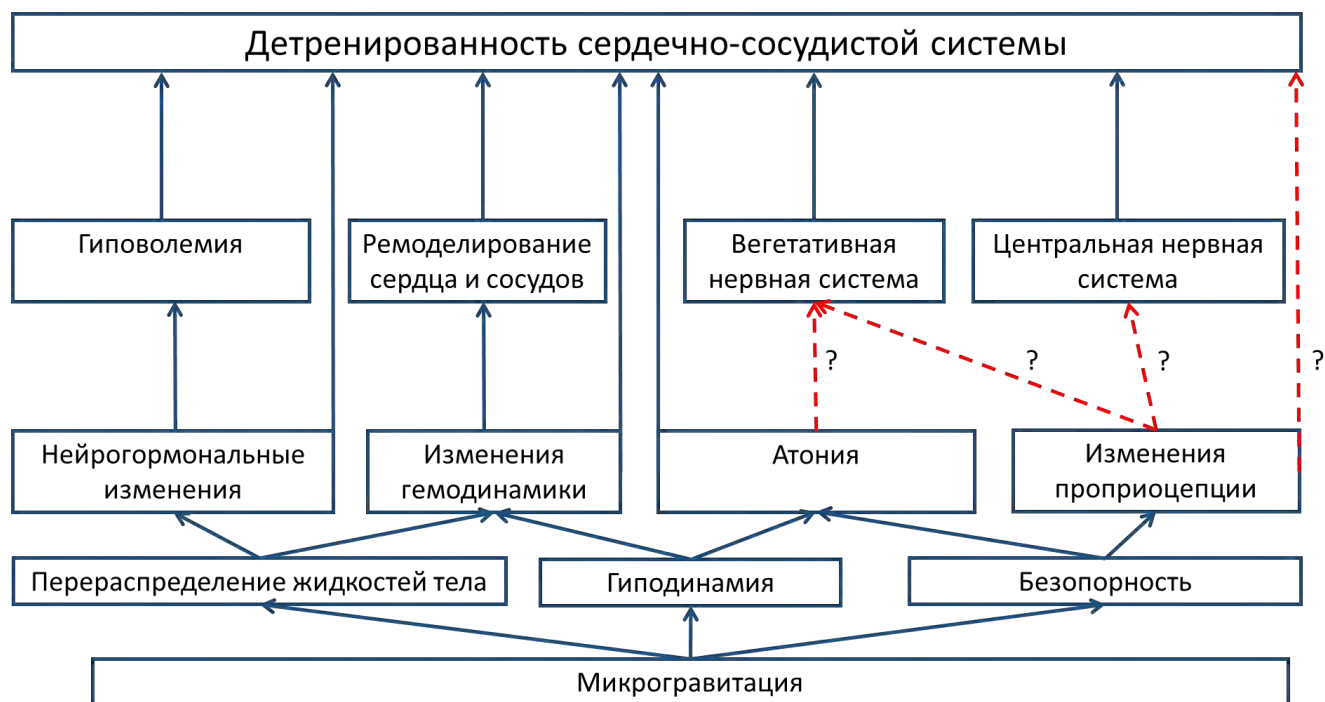 Детренированность сердечно-сосудистой системы
Гиповолемия
Ремоделирование
сердца и сосудов
Вегетативная
нервная система
Центральная нервная
система
?
?
?
?
Нейрогормональные
изменения
Изменения
гемодинамики
Атония
Изменения
проприоцепции
Перераспределение жидкостей тела
Гиподинамия
Безопорность
Микрогравитация